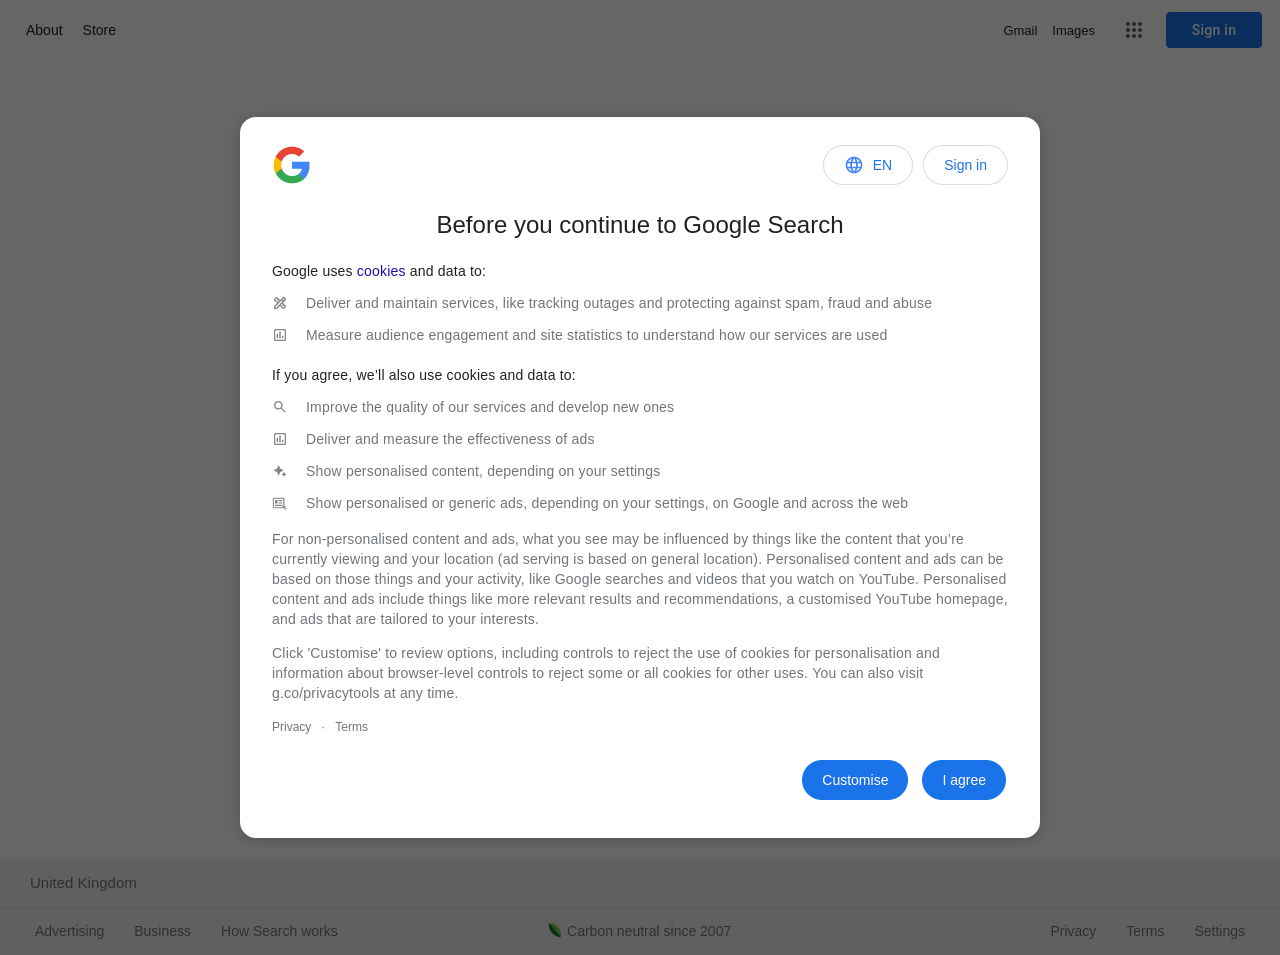 About Store Gmail Images Sign in
EN Sign in
Before you continue to Google Search
Google uses cookies and data to:
Deliver and maintain services, like tracking outages and protecting against spam, fraud and abuse
Measure audience engagement and site statistics to understand how our services are used
If you agree, we’ll also use cookies and data to:
Improve the quality of our services and develop new ones
Deliver and measure the effectiveness of ads
Show personalised content, depending on your settings
Show personalised or generic ads, depending on your settings, on Google and across the web
For non-personalised content and ads, what you see may be influenced by things like the content that you’re
currently viewing and your location (ad serving is based on general location). Personalised content and ads can be
based on those things and your activity, like Google searches and videos that you watch on YouTube. Personalised
content and ads include things like more relevant results and recommendations, a customised YouTube homepage,
and ads that are tailored to your interests.
Click 'Customise' to review options, including controls to reject the use of cookies for personalisation and
information about browser-level controls to reject some or all cookies for other uses. You can also visit
g.co/privacytools at any time.
Privacy · Terms
Customise I agree
United Kingdom
Advertising Business How Search works Carbon neutral since 2007 Privacy Terms Settings